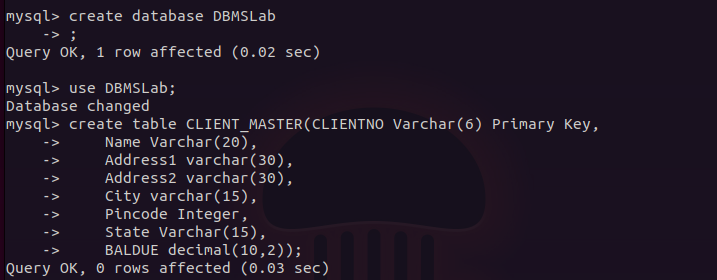 mysql> create database DBMSLab
    -> ;
Query OK, 1 row affected (0.02 sec)

mysql> use DBMSLab;
Database changed
mysql> create table CLIENT_MASTER(CLIENTNO Varchar(6) Primary Key,
    ->     Name Varchar(20),
    ->     Address1 varchar(30),
    ->     Address2 varchar(30),
    ->     City varchar(15),
    ->     Pincode Integer,
    ->     State Varchar(15),
    ->     BALDUE decimal(10,2));
Query OK, 0 rows affected (0.03 sec)